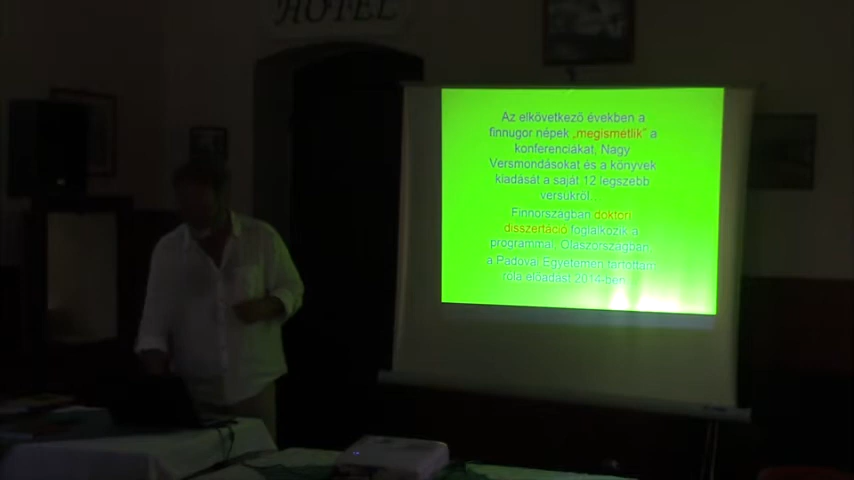 HOTEL
Az elkövetkező években a
finnugor népek „megismétlik” a
konferenciákat, Nagy
Versmondásokat és a könyvek
kiadását a saját 12 legszebb
versükről...
Finnországban doktori
disszertáció foglalkozik a
programmal, Olaszországban,
a Padovai Egyetemen tartottam
róla előadást 2014-ben.